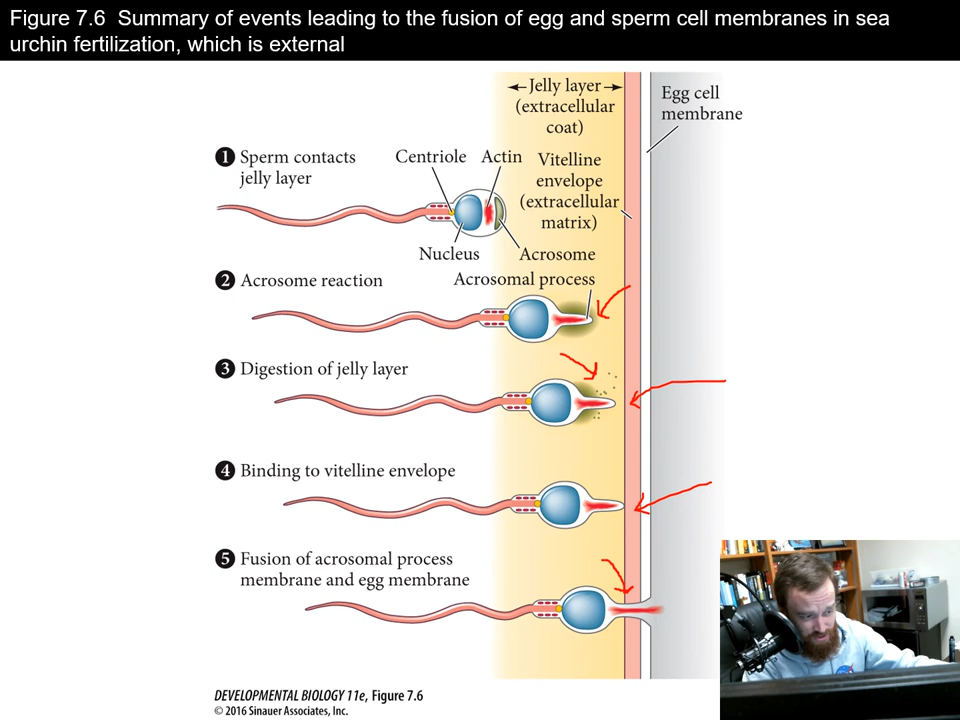 Figure 7.6 Summary of events leading to the fusion of egg and sperm cell membranes in sea
urchin fertilization, which is external
Jelly layer
(extracellular
coat)
Egg cell
membrane
1 Sperm contacts
jelly layer
Centriole
Actin
Vitelline
envelope
(extracellular
matrix)
Nucleus
Acrosome
2 Acrosome reaction
Acrosomal process
3 Digestion of jelly layer
4 Binding to vitelline envelope
5 Fusion of acrosomal process
membrane and egg membrane
DEVELOPMENTAL BIOLOGY 11e, Figure 7.6
© 2016 Sinauer Associates, Inc.